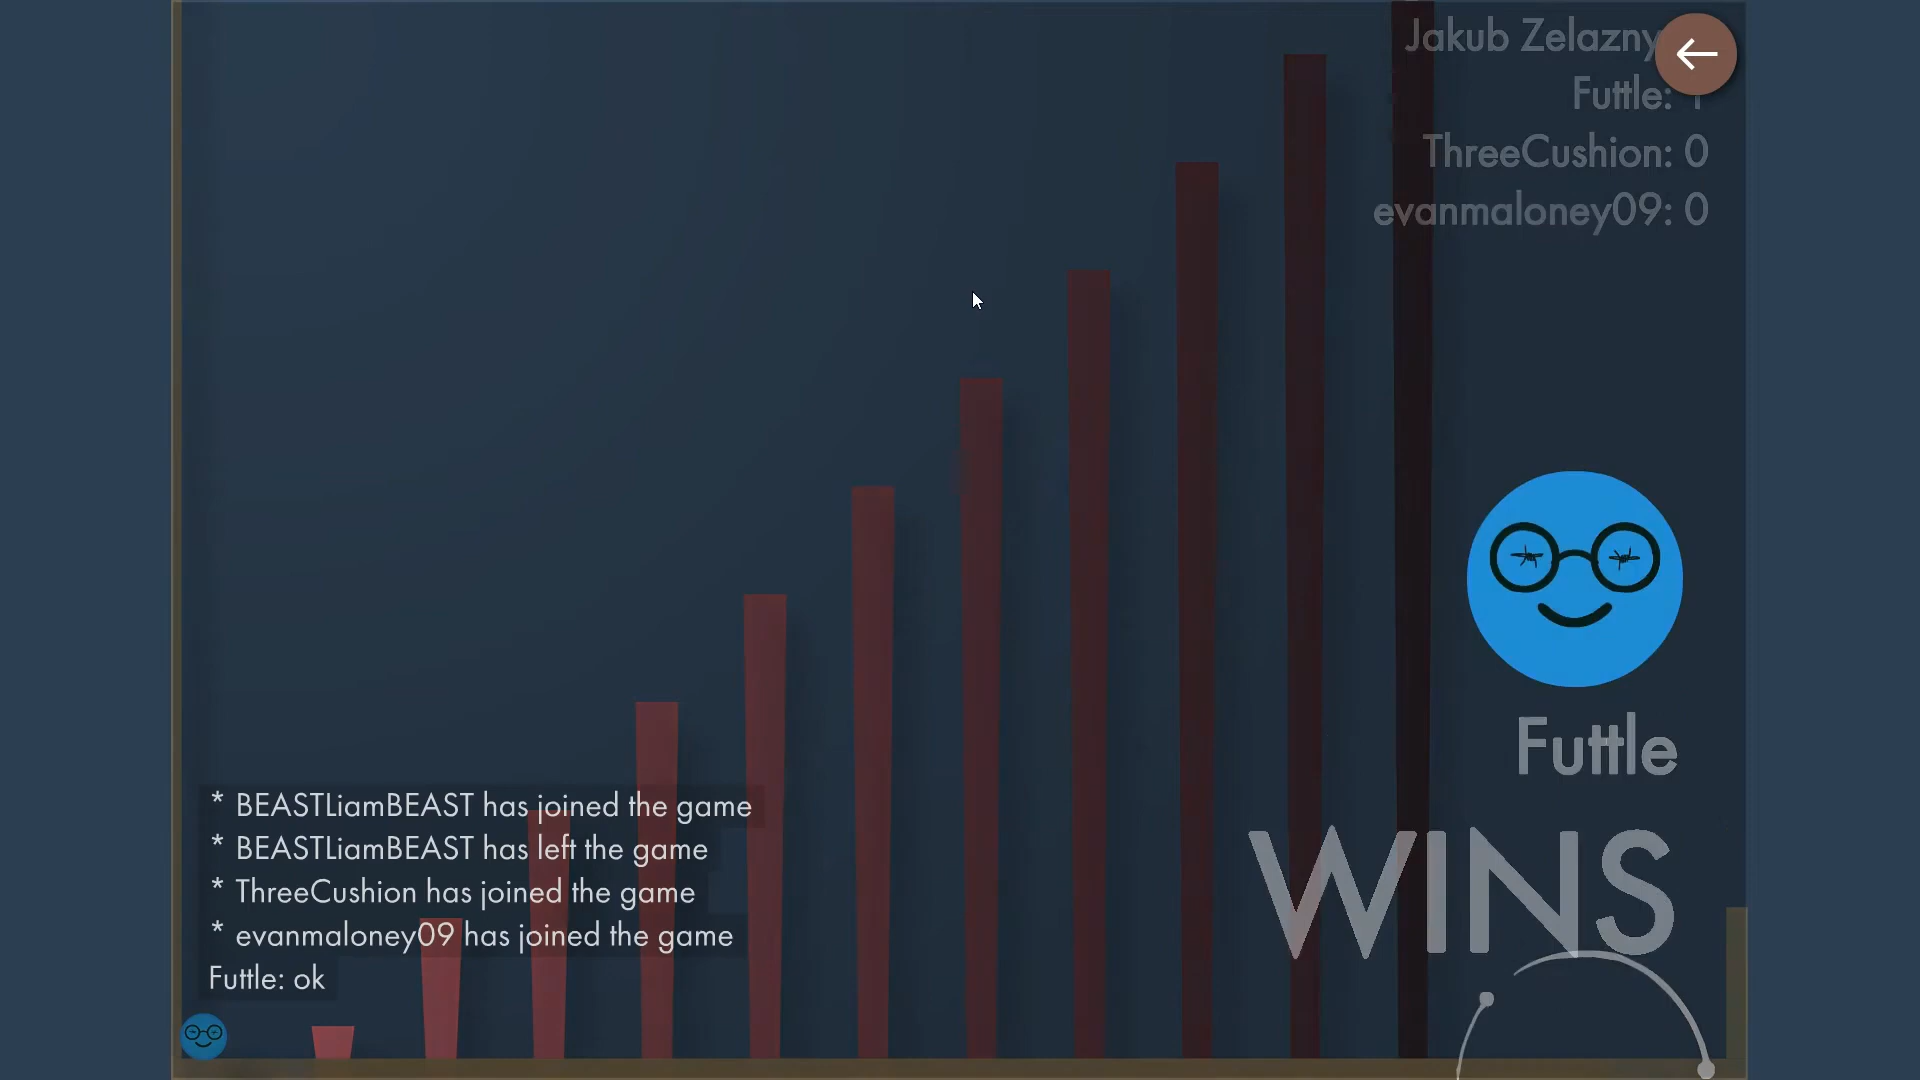 Jakub Zelazny
Futtle: 1
ThreeCushion: 0
evanmaloney09: 0
Futtle
WINS
* BEASTLiamBEAST has joined the game
* BEASTLiamBEAST has left the game
* ThreeCushion has joined the game
* evanmaloney09 has joined the game
Futtle: ok